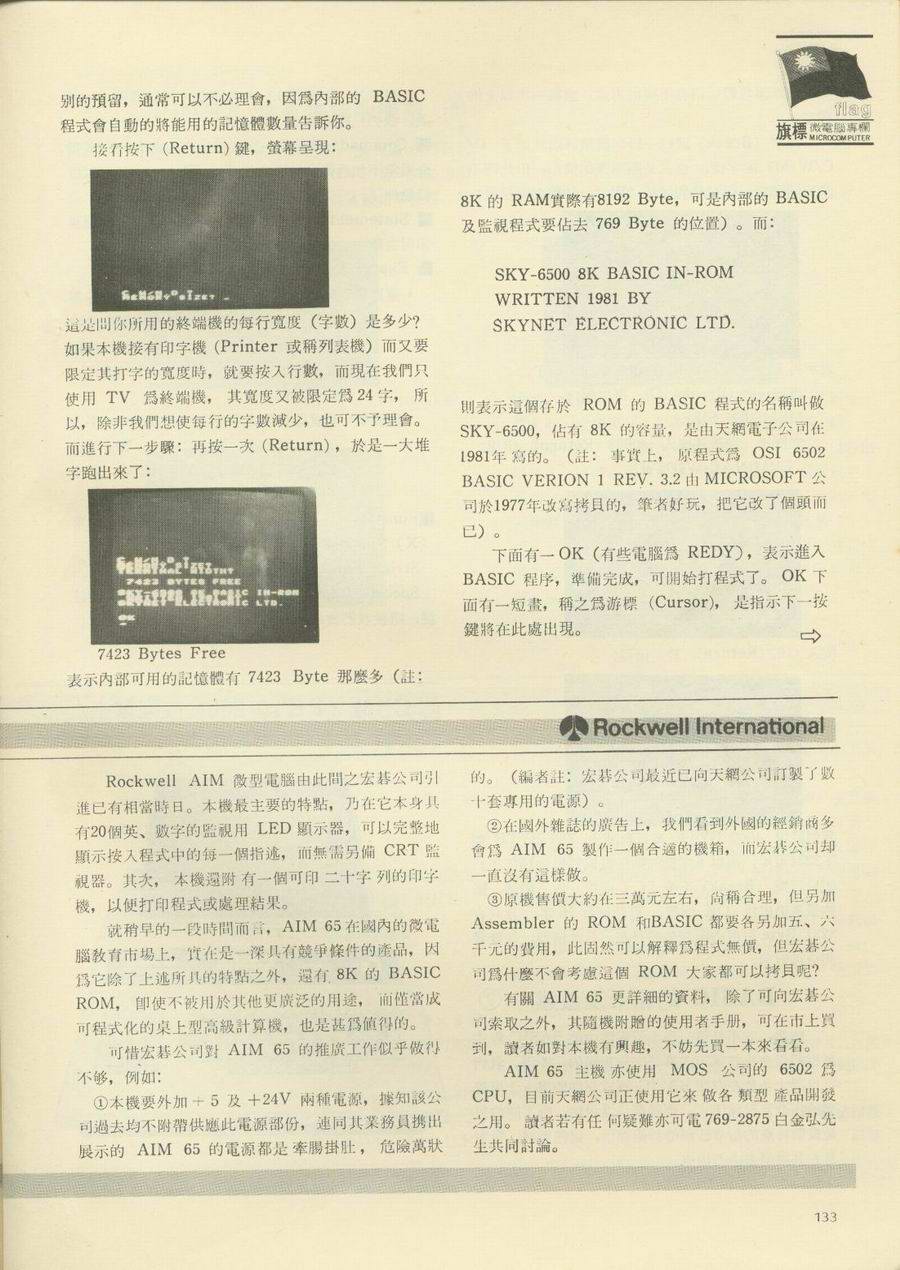 flag
旗標 微電腦專欄
MICROCOMPUTER
別的預留，通常可以不必理會，因爲內部的 BASIC
程式會自動的將能用的記憶體數量告訴你。
接着按下 (Return) 鍵，螢幕呈現：
這是問你所用的終端機的每行寬度（字數）是多少？
如果本機接有印字機 (Printer 或稱列表機) 而又要
限定其打字的寬度時，就要按入行數，而現在我們只
使用 TV 爲終端機， 其寬度又被限定爲 24 字， 所
以，除非我們想使每行的字數減少，也可不予理會。
而進行下一步驟：再按一次 (Return) ，於是一大堆
字跑出來了：
7423 BYTES FREE
OK
7423 Bytes Free
表示內部可用的記憶體有 7423 Byte 那麼多（註：
8K 的 RAM實際有8192 Byte，可是內部的 BASIC
及監視程式要佔去 769 Byte 的位置）。而：
SKY-6500 8K BASIC IN-ROM
WRITTEN 1981 BY
SKYNET ELECTRONIC LTD.
則表示這個存於 ROM 的 BASIC 程式的名稱叫做
SKY-6500，佔有 8K 的容量，是由天網電子公司在
1981年 寫的。（註： 事實上， 原程式爲 OSI 6502
BASIC VERION 1 REV. 3.2 由 MICROSOFT 公
司於1977年改寫拷貝的，筆者好玩，把它改了個頭而
已）。
下面有一 OK（有些電腦爲 REDY），表示進入
BASIC 程序，準備完成，可開始打程式了。 OK 下
面有一短畫，稱之爲游標 (Cursor)， 是指示下一按
鍵將在此處出現。
Rockwell International
Rockwell AIM 微型電腦由此間之宏碁公司引
進已有相當時日。本機最主要的特點，乃在它本身具
有20個英、數字的監視用 LED 顯示器，可以完整地
顯示按入程式中的每一個指述，而無需另備 CRT 監
視器。其次， 本機還附 有一個可印 二十字 列的印字
機，以便打印程式或處理結果。
就稍早的一段時間而言，AIM 65 在國內的微電
腦教育市場上，實在是一深具有競爭條件的產品，因
爲它除了上述所具的特點之外，還有 8K 的 BASIC
ROM， 卽使不被用於其他更廣泛的用途， 而僅當成
可程式化的桌上型高級計算機，也是甚爲値得的。
可惜宏碁公司對 AIM 65 的推廣工作似乎做得
不够，例如：
①本機要外加 + 5 及 +24V 兩種電源，據知該公
司過去均不附帶供應此電源部份，連同其業務員携出
展示的 AIM 65 的電源都是 牽腸掛肚， 危險萬狀
的。（編者註：宏碁公司最近已向天網公司訂製了數
十套專用的電源）。
②在國外雜誌的廣告上，我們看到外國的經銷商多
會爲 AIM 65 製作一個合適的機箱，而宏碁公司却
一直沒有這樣做。
③原機售價大約在三萬元左右，尙稱合理，但另加
Assembler 的 ROM 和BASIC 都要各另加五、六
千元的費用，此固然可以解釋爲程式無價，但宏碁公
司爲什麼不會考慮這個 ROM 大家都可以拷貝呢？
有關 AIM 65 更詳細的資料， 除了可向宏碁公
司索取之外，其隨機附贈的使用者手册，可在市上買
到，讀者如對本機有興趣，不妨先買一本來看看。
AIM 65 主機 亦使用 MOS 公司的 6502 爲
CPU，目前天網公司正使用它來 做各 類型 產品開發
之用。 讀者若有任 何疑難亦可電 769-2875 白金弘先
生共同討論。
133